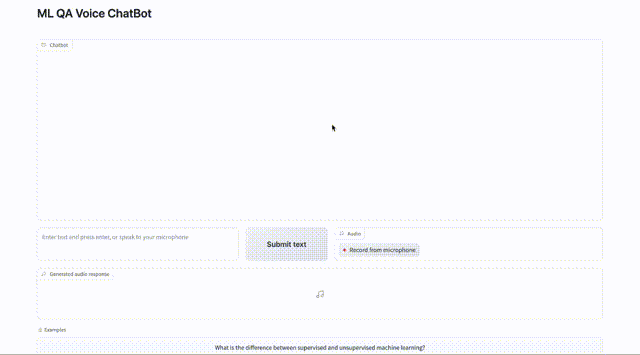 ML QA Voice ChatBot
Chatbot
Enter text and press enter, or speak to your microphone
Submit text
Audio
Record from microphone
Generated audio response
Examples
What is the difference between supervised and unsupervised machine learning?